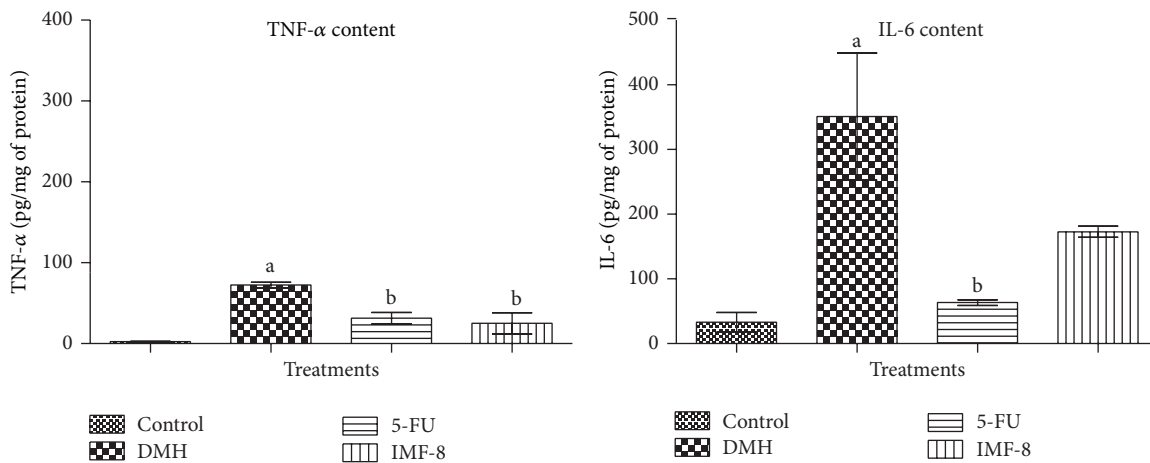 TNF-α content
TNF-α (pg/mg of protein)
400
300
200
100
0
a
b
b
Treatments
Control
DMH
5-FU
IMF-8
IL-6 content
IL-6 (pg/mg of protein)
500
400
300
200
100
0
a
b
Treatments
Control
DMH
5-FU
IMF-8